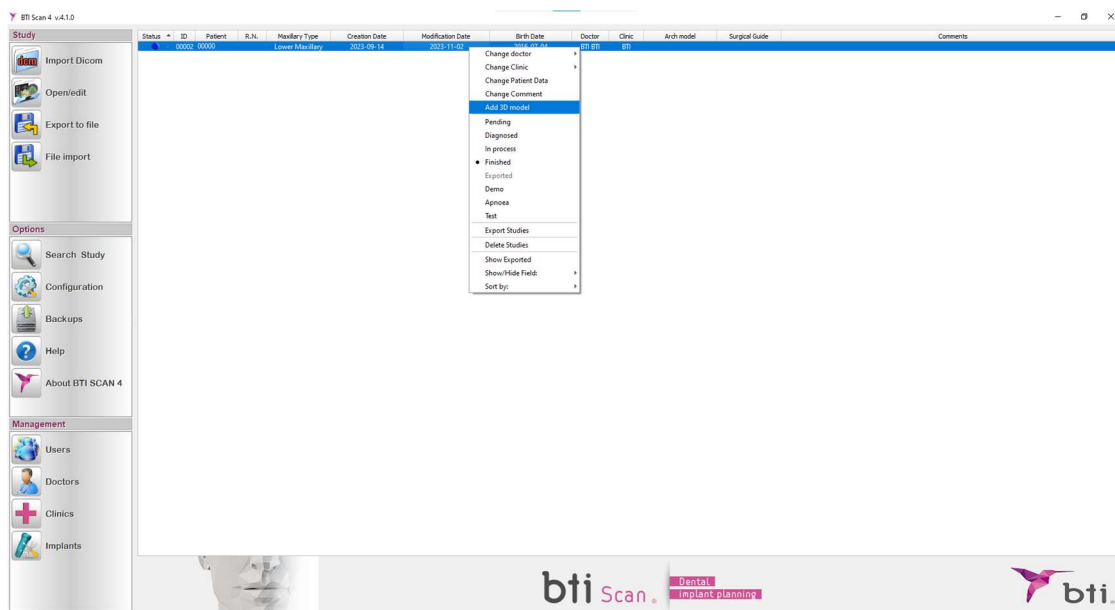 BTI Scan 4 v.4.1.0
Study
Import Dicom
Open/edit
Export to file
File import
Options
Search Study
Configuration
Backups
Help
About BTI SCAN 4
Management
Users
Doctors
Clinics
Implants
Status ID Patient R.N. Maxillary Type Creation Date Modification Date Birth Date Doctor Clinic Arch model Surgical Guide Comments
00002 00000 Lower Maxillary 2023-09-14 2023-11-02 2016-07-04 BTI BTI BTI
Change doctor
Change Clinic
Change Patient Data
Change Comment
Add 3D model
Pending
Diagnosed
In process
Finished
Exported
Demo
Apnoea
Test
Export Studies
Delete Studies
Show Exported
Show/Hide Field:
Sort by:
bti Scan® Dental
implant planning
bti